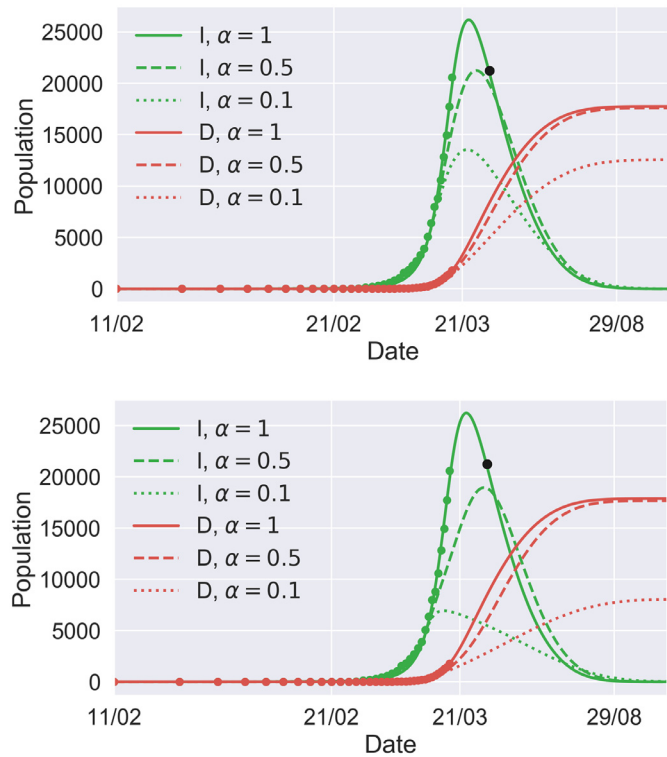 25000
20000
15000
10000
5000
0
Population
I, α = 1
I, α = 0.5
I, α = 0.1
D, α = 1
D, α = 0.5
D, α = 0.1
11/02 21/02 21/03 29/08
Date
25000
20000
15000
10000
5000
0
Population
I, α = 1
I, α = 0.5
I, α = 0.1
D, α = 1
D, α = 0.5
D, α = 0.1
11/02 21/02 21/03 29/08
Date